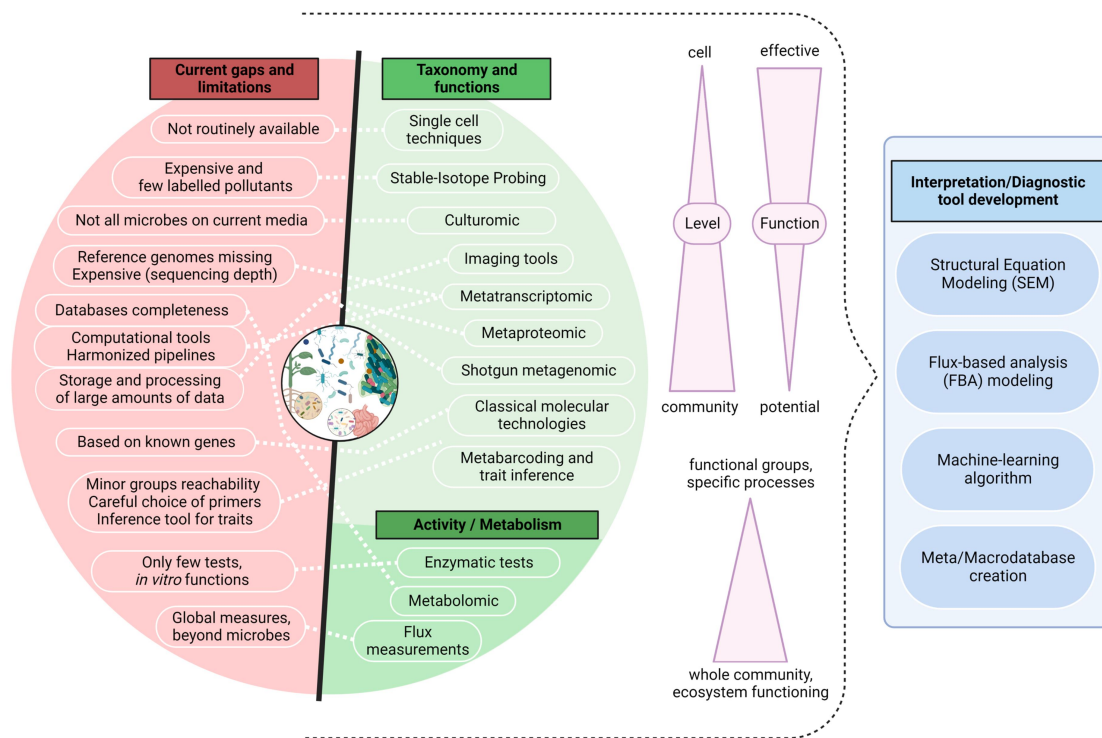 Current gaps and
limitations
Not routinely available
Expensive and
few labelled pollutants
Not all microbes on current media
Reference genomes missing
Expensive (sequencing depth)
Databases completeness
Computational tools
Harmonized pipelines
Storage and processing
of large amounts of data
Based on known genes
Minor groups reachability
Careful choice of primers
Inference tool for traits
Only few tests,
in vitro functions
Global measures,
beyond microbes
Taxonomy and
functions
Single cell
techniques
Stable-Isotope Probing
Culturomic
Imaging tools
Metatranscriptomic
Metaproteomic
Shotgun metagenomic
Classical molecular
technologies
Metabarcoding and
trait inference
Activity / Metabolism
Enzymatic tests
Metabolomic
Flux
measurements
cell
Level
community
effective
Function
potential
functional groups,
specific processes
whole community,
ecosystem functioning
Interpretation/Diagnostic
tool development
Structural Equation
Modeling (SEM)
Flux-based analysis
(FBA) modeling
Machine-learning
algorithm
Meta/Macrodatabase
creation